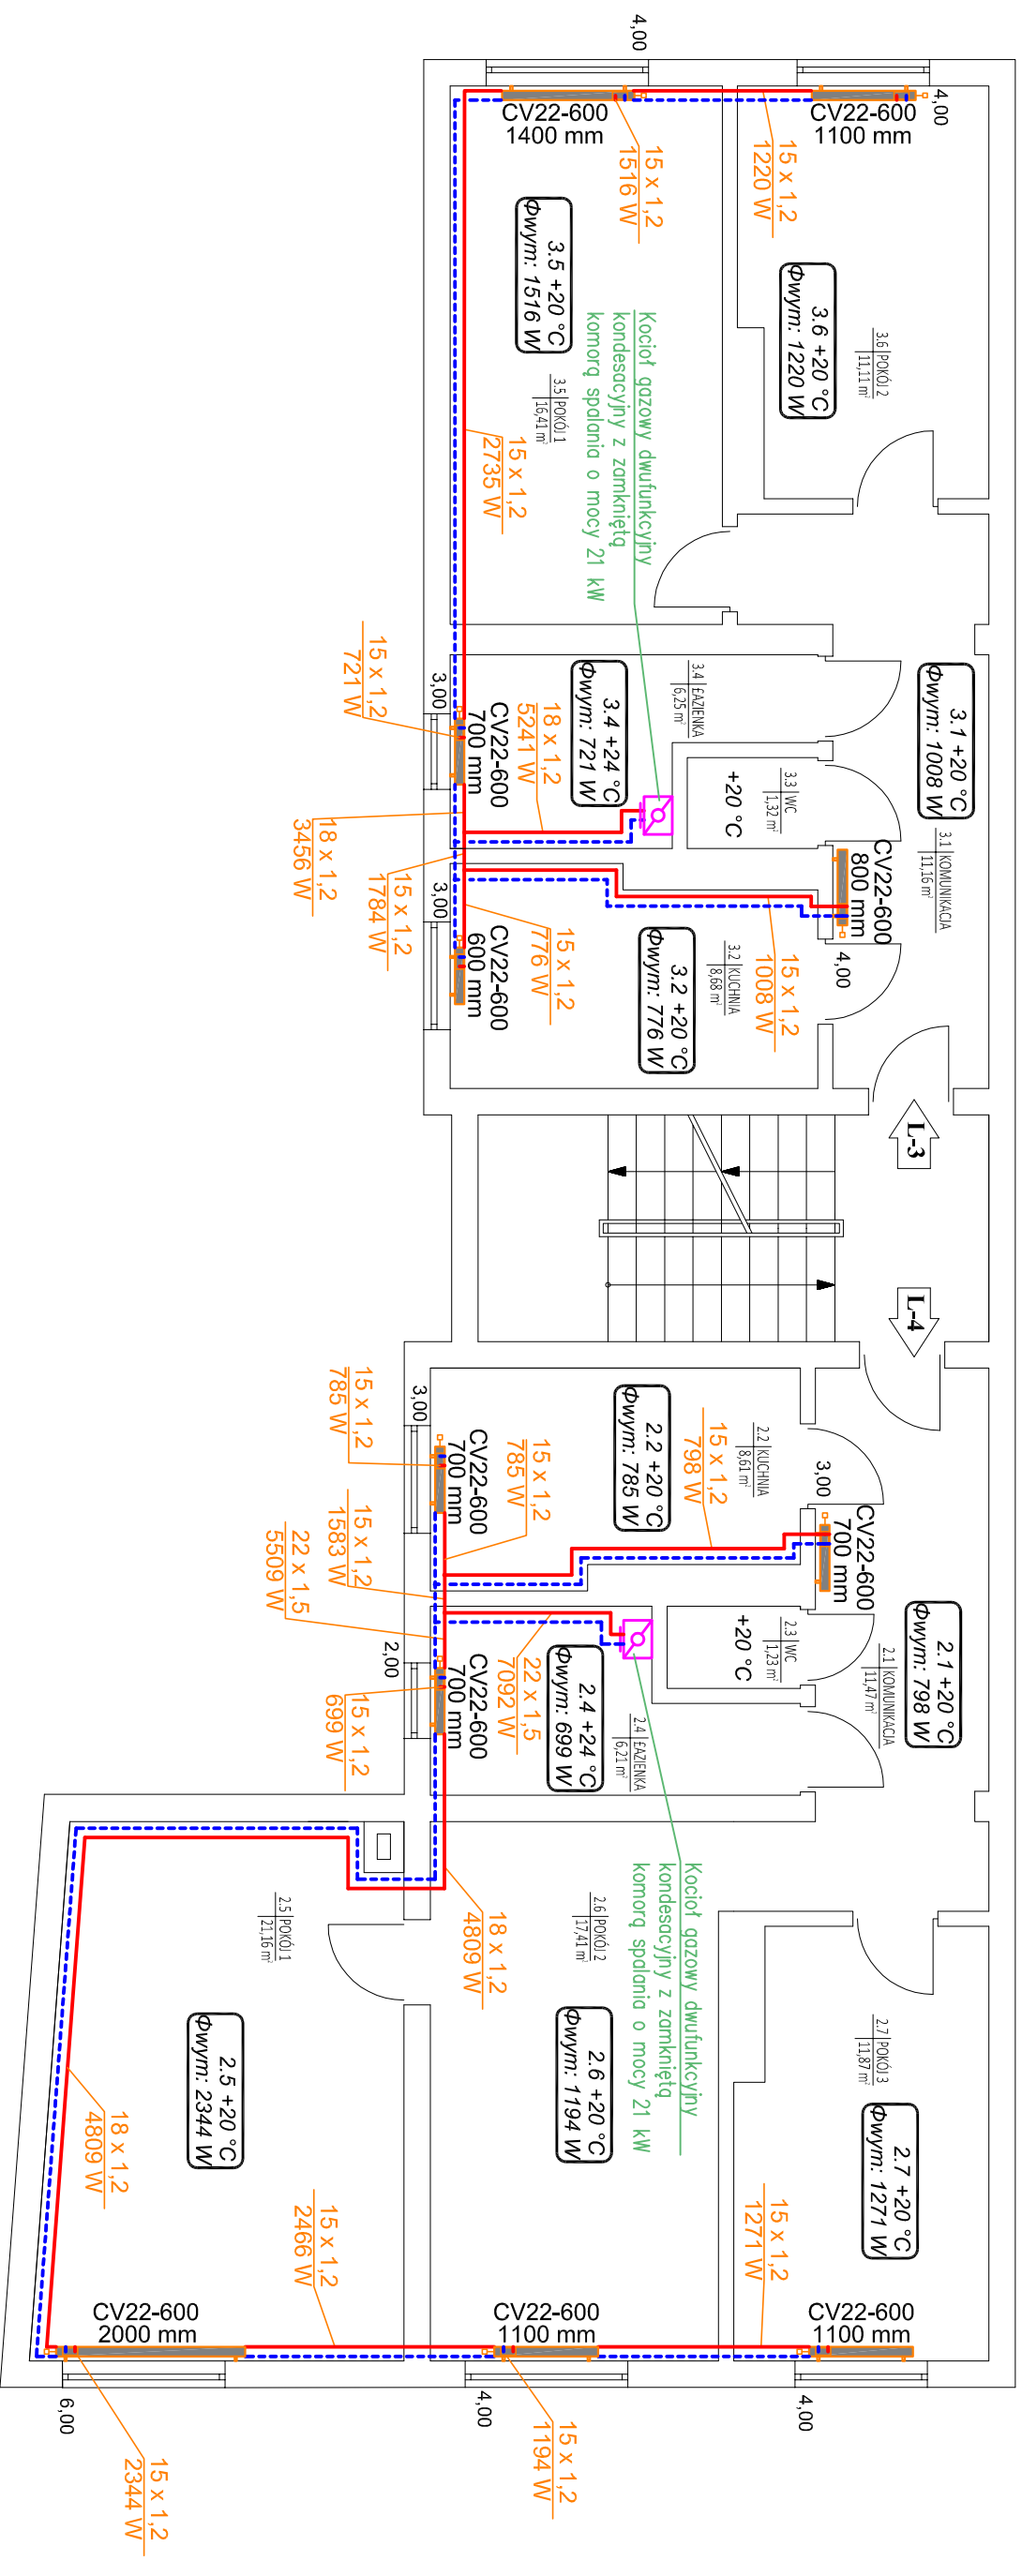 4,00
4,00
CV22-600
1400 mm
CV22-600
1100 mm
15 x 1,2
1516 W
15 x 1,2
1220 W
3.5 +20 °C
Φwym: 1516 W
3.6 +20 °C
Φwym: 1220 W
Kocioł gazowy dwufunkcyjny
kondesacyjny z zamkniętą
komorą spalania o mocy 21 kW
3.6 POKÓJ 2
11,11 m²
3.5 POKÓJ 1
16,41 m²
15 x 1,2
2735 W
15 x 1,2
721 W
3,00
CV22-600
700 mm
18 x 1,2
5241 W
3.4 +24 °C
Φwym: 721 W
3.4 ŁAZIENKA
6,25 m²
3.3 WC
1,32 m²
+20 °C
3.1 +20 °C
Φwym: 1008 W
3.1 KOMUNIKACJA
11,16 m²
CV22-600
800 mm
4,00
18 x 1,2
3456 W
15 x 1,2
1784 W
3,00
CV22-600
600 mm
15 x 1,2
776 W
3.2 +20 °C
Φwym: 776 W
3.2 KUCHNIA
8,68 m²
15 x 1,2
1008 W
L-3
L-4
15 x 1,2
785 W
3,00
CV22-600
700 mm
15 x 1,2
785 W
2.2 +20 °C
Φwym: 785 W
15 x 1,2
798 W
2.2 KUCHNIA
8,61 m²
3,00
CV22-600
700 mm
15 x 1,2
1583 W
22 x 1,5
5509 W
2,00
CV22-600
700 mm
15 x 1,2
699 W
22 x 1,5
7092 W
2.4 +24 °C
Φwym: 699 W
2.4 ŁAZIENKA
6,21 m²
2.3 WC
1,23 m²
+20 °C
2.1 +20 °C
Φwym: 798 W
2.1 KOMUNIKACJA
11,47 m²
Kocioł gazowy dwufunkcyjny
kondesacyjny z zamkniętą
komorą spalania o mocy 21 kW
18 x 1,2
4809 W
2.5 POKÓJ 1
21,16 m²
2.6 POKÓJ 2
17,41 m²
2.7 POKÓJ 3
11,87 m²
2.5 +20 °C
Φwym: 2344 W
2.6 +20 °C
Φwym: 1194 W
2.7 +20 °C
Φwym: 1271 W
18 x 1,2
4809 W
15 x 1,2
2466 W
15 x 1,2
1271 W
CV22-600
2000 mm
CV22-600
1100 mm
CV22-600
1100 mm
6,00
4,00
4,00
15 x 1,2
2344 W
15 x 1,2
1194 W